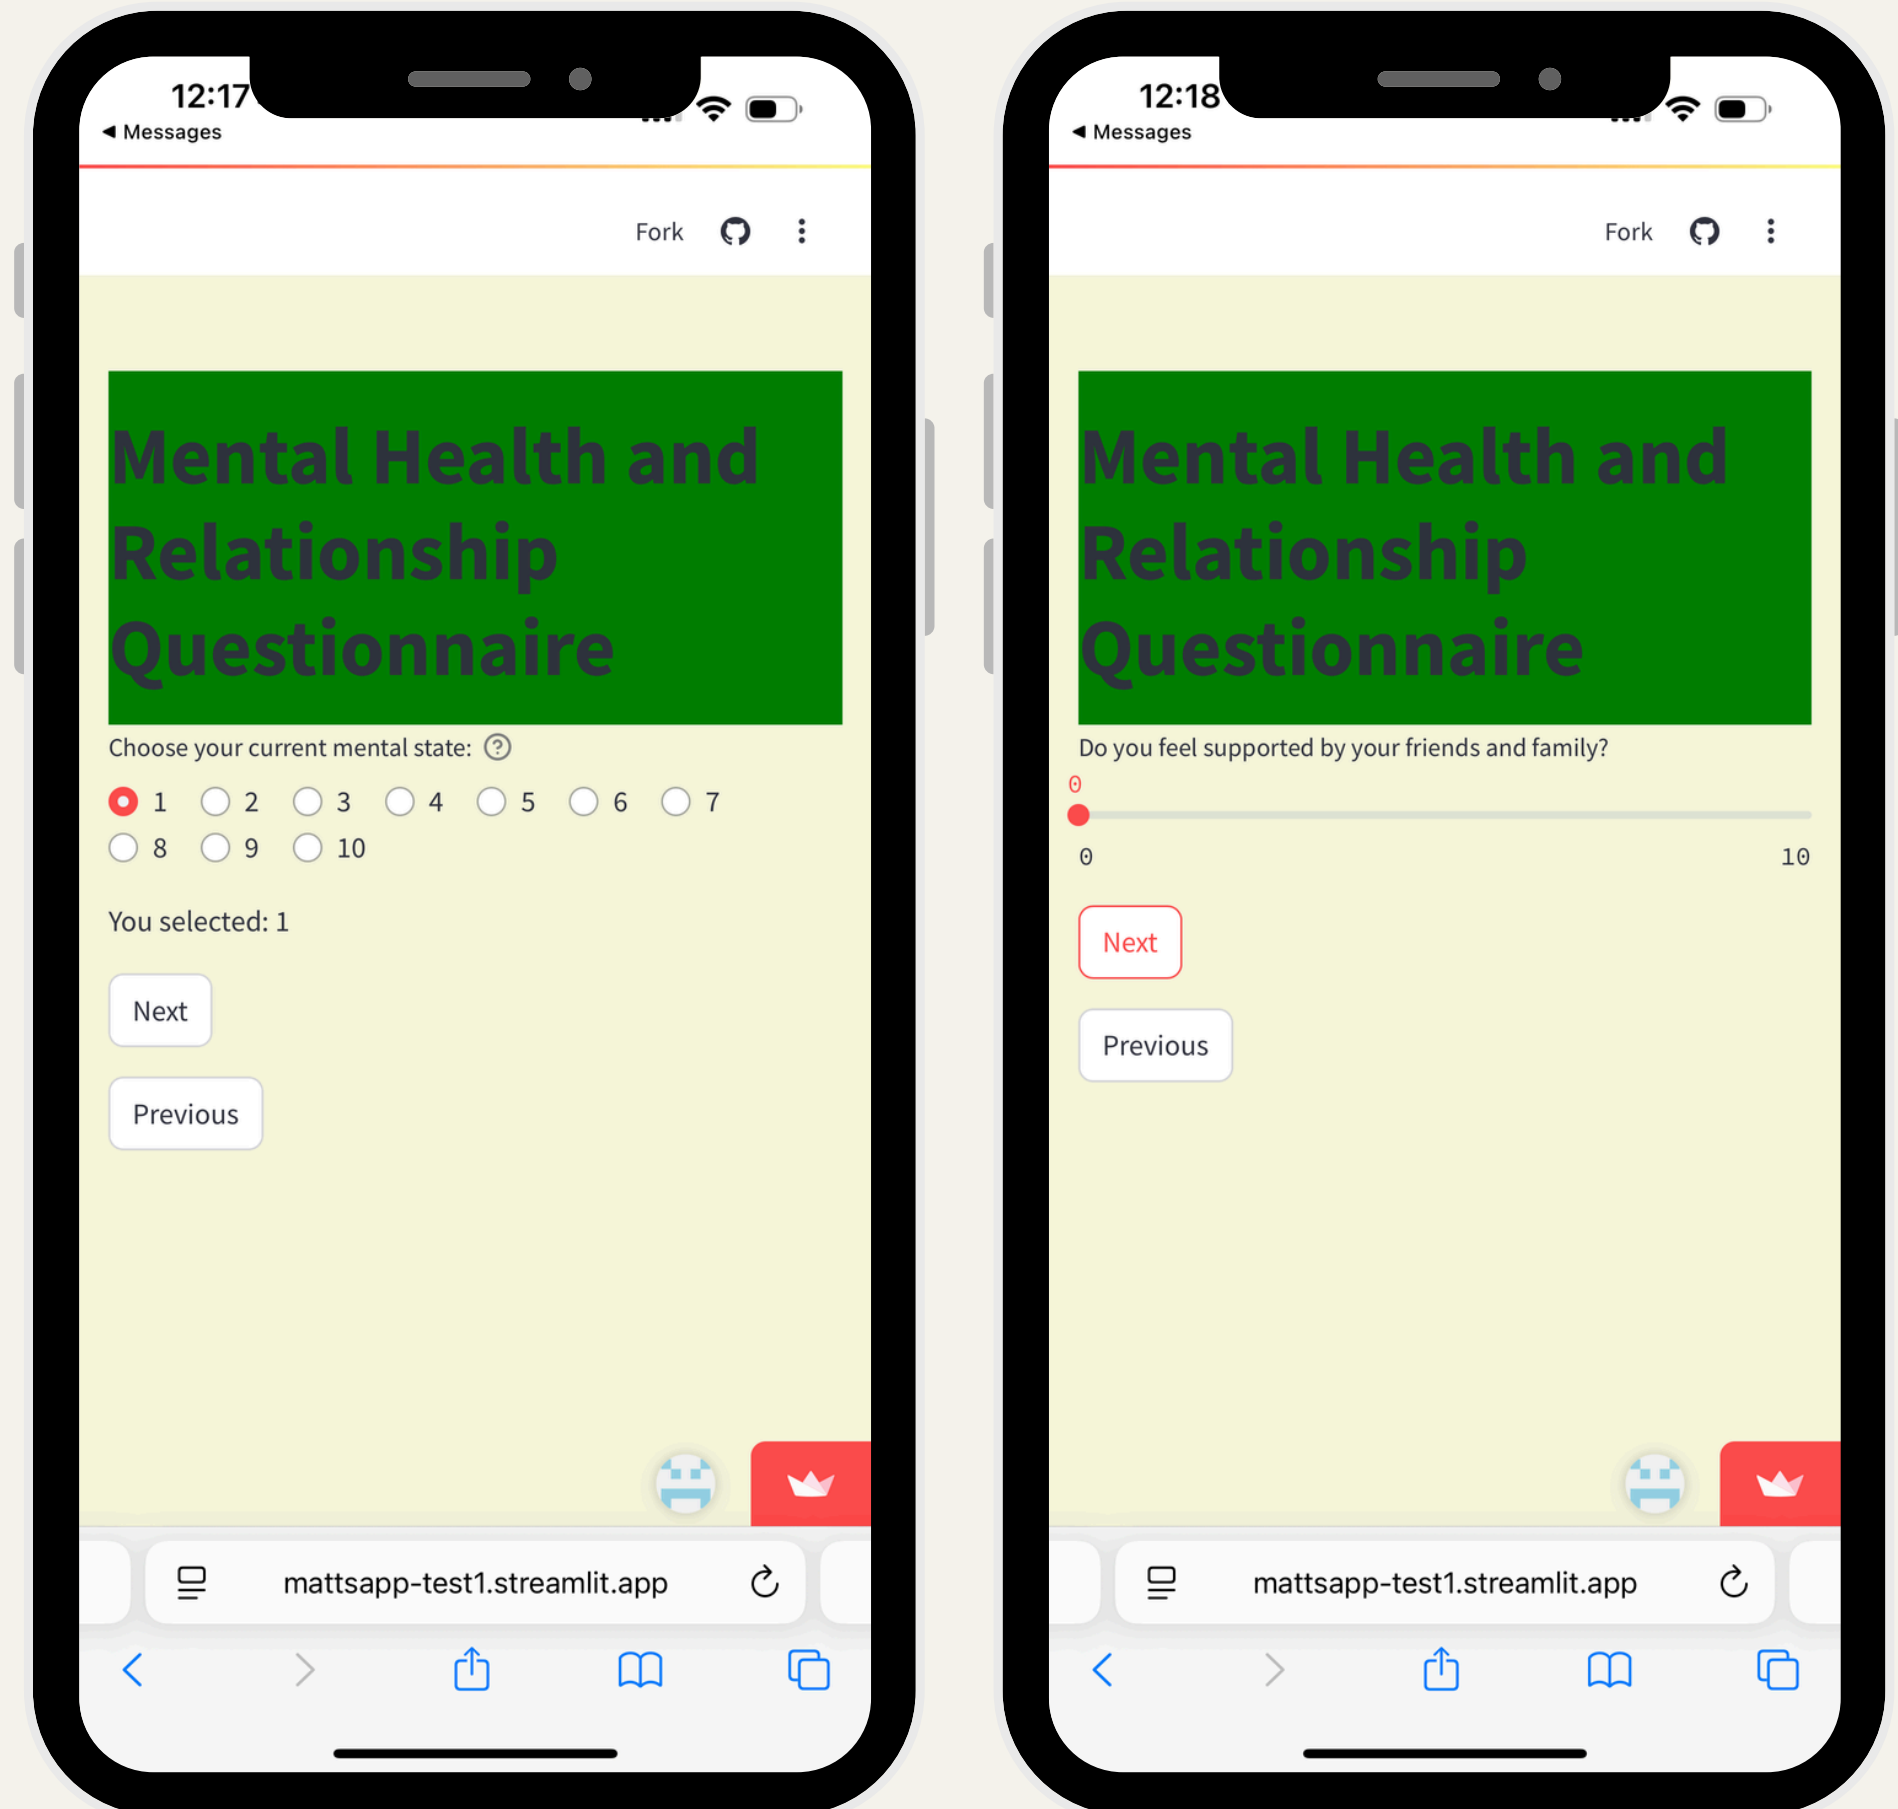 12:17
◀ Messages
Fork
Mental Health and
Relationship
Questionnaire
Choose your current mental state:
1 2 3 4 5 6 7
8 9 10
You selected: 1
Next
Previous
mattsapp-test1.streamlit.app
12:18
◀ Messages
Fork
Mental Health and
Relationship
Questionnaire
Do you feel supported by your friends and family?
0
0 10
Next
Previous
mattsapp-test1.streamlit.app